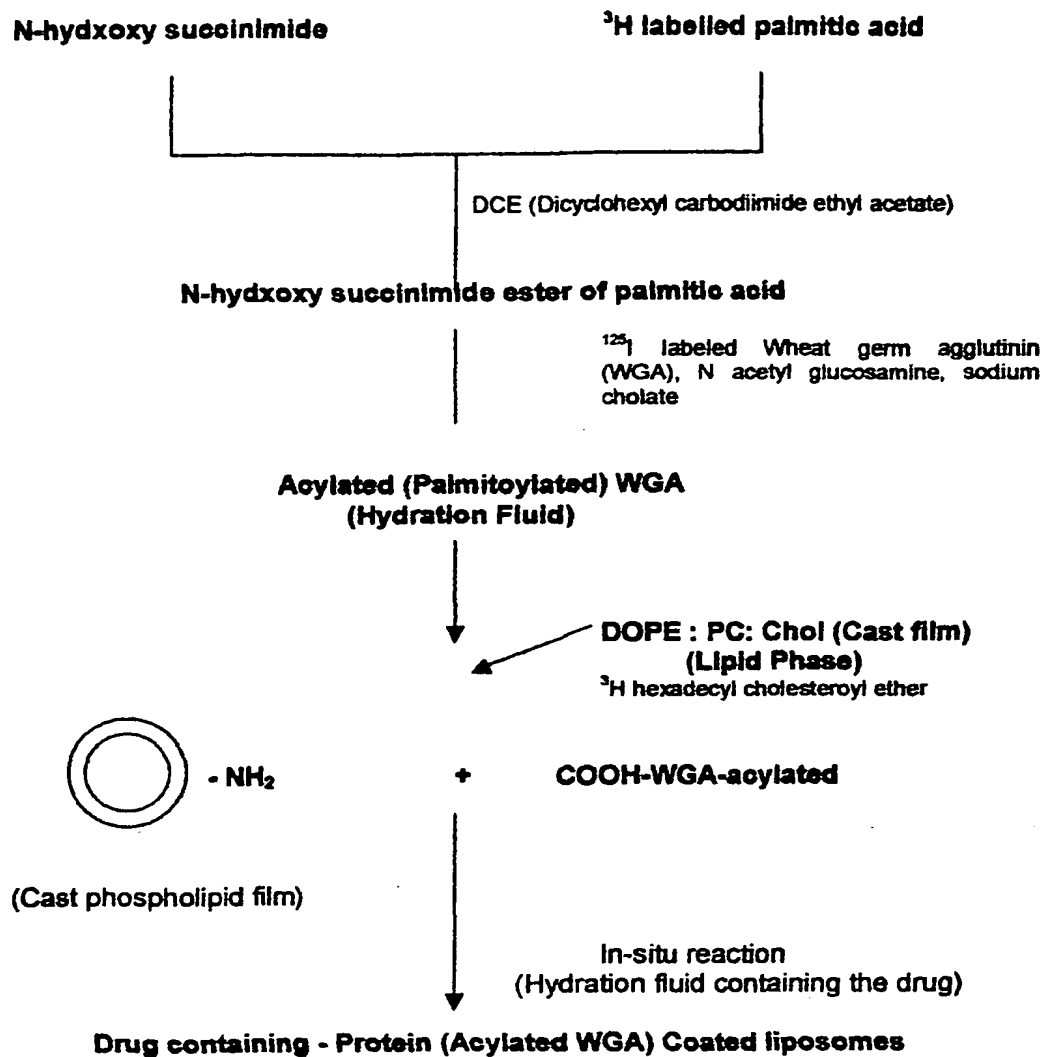 N-hydxoxy succinimide
³H labelled palmitic acid
DCE (Dicyclohexyl carbodiimide ethyl acetate)
N-hydxoxy succinimide ester of palmitic acid
¹²⁵I labeled Wheat germ agglutinin
(WGA), N acetyl glucosamine, sodium
cholate
Acylated (Palmitoylated) WGA
(Hydration Fluid)
DOPE : PC: Chol (Cast film)
(Lipid Phase)
³H hexadecyl cholesteroyl ether
- NH₂
+
COOH-WGA-acylated
(Cast phospholipid film)
In-situ reaction
(Hydration fluid containing the drug)
Drug containing - Protein (Acylated WGA) Coated liposomes